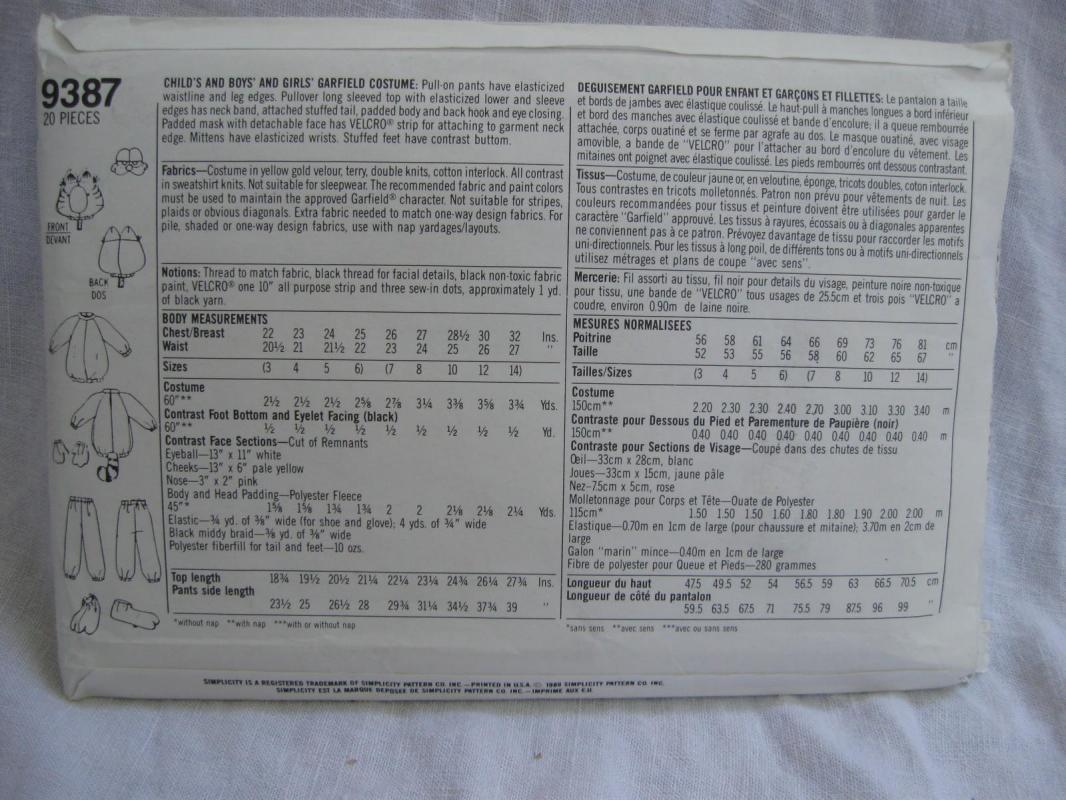 9387
20 PIECES
FRONT
DEVANT
BACK
DOS
CHILD'S AND BOYS' AND GIRLS' GARFIELD COSTUME: Pull-on pants have elasticized
waistline and leg edges. Pullover long sleeved top with elasticized lower and sleeve
edges has neck band, attached stuffed tail, padded body and back hook and eye closing.
Padded mask with detachable face has VELCRO® strip for attaching to garment neck
edge. Mittens have elasticized wrists. Stuffed feet have contrast buttom.
Fabrics—Costume in yellow gold velour, terry, double knits, cotton interlock. All contrast
in sweatshirt knits. Not suitable for sleepwear. The recommended fabric and paint colors
must be used to maintain the approved Garfield® character. Not suitable for stripes,
plaids or obvious diagonals. Extra fabric needed to match one-way design fabrics. For
pile, shaded or one-way design fabrics, use with nap yardages/layouts.
Notions: Thread to match fabric, black thread for facial details, black non-toxic fabric
paint, VELCRO® one 10" all purpose strip and three sew-in dots, approximately 1 yd.
of black yarn.
BODY MEASUREMENTS
Chest/Breast 22 23 24 25 26 27 28½ 30 32 Ins.
Waist 20½ 21 21½ 22 23 24 25 26 27 "
Sizes (3 4 5 6) (7 8 10 12 14)
Costume
60"** 2½ 2½ 2½ 2⅝ 2⅞ 3¼ 3⅜ 3⅝ 3¾ Yds.
Contrast Foot Bottom and Eyelet Facing (black)
60"** ½ ½ ½ ½ ½ ½ ½ ½ ½ Yd.
Contrast Face Sections—Cut of Remnants
Eyeball—13" x 11" white
Cheeks—13" x 6" pale yellow
Nose—3" x 2" pink
Body and Head Padding—Polyester Fleece
45"* 1⅝ 1⅝ 1¾ 1¾ 2 2 2⅛ 2⅛ 2¼ Yds.
Elastic—¾ yd. of ⅜" wide (for shoe and glove); 4 yds. of ¾" wide
Black middy braid—⅜ yd. of ⅜" wide
Polyester fiberfill for tail and feet—10 ozs.
Top length 18¾ 19½ 20½ 21¼ 22¼ 23¼ 24¾ 26¼ 27¾ Ins.
Pants side length
23½ 25 26½ 28 29¾ 31¼ 34½ 37¾ 39 "
*without nap **with nap ***with or without nap
DEGUISEMENT GARFIELD POUR ENFANT ET GARÇONS ET FILLETTES: Le pantalon a taille
et bords de jambes avec élastique coulissé. Le haut-pull à manches longues a bord inférieur
et bord des manches avec élastique coulissé et bande d'encolure; il a queue rembourrée
attachée, corps ouatiné et se ferme par agrafe au dos. Le masque ouatiné, avec visage
amovible, a bande de "VELCRO" pour l'attacher au bord d'encolure du vêtement. Les
mitaines ont poignet avec élastique coulissé. Les pieds rembourrés ont dessous contrastant.
Tissus—Costume, de couleur jaune or, en veloutine, éponge, tricots doubles, coton interlock.
Tous contrastes en tricots molletonnés. Patron non prévu pour vêtements de nuit. Les
couleurs recommandées pour tissus et peinture doivent être utilisées pour garder le
caractère "Garfield" approuvé. Les tissus à rayures, écossais ou à diagonales apparentes
ne conviennent pas à ce patron. Prévoyez davantage de tissu pour raccorder les motifs
uni-directionnels. Pour les tissus à long poil, de différents tons ou à motifs uni-directionnels
utilisez métrages et plans de coupe "avec sens".
Mercerie: Fil assorti au tissu, fil noir pour details du visage, peinture noire non-toxique
pour tissu, une bande de "VELCRO" tous usages de 25.5cm et trois pois "VELCRO" a
coudre, environ 0.90m de laine noire.
MESURES NORMALISEES
Poitrine 56 58 61 64 66 69 73 76 81 cm
Taille 52 53 55 56 58 60 62 65 67 "
Tailles/Sizes (3 4 5 6) (7 8 10 12 14)
Costume
150cm** 2.20 2.30 2.30 2.40 2.70 3.00 3.10 3.30 3.40 m
Contraste pour Dessous du Pied et Parementure de Paupière (noir)
150cm** 0.40 0.40 0.40 0.40 0.40 0.40 0.40 0.40 0.40 m
Contraste pour Sections de Visage—Coupé dans des chutes de tissu
Œil—33cm x 28cm, blanc
Joues—33cm x 15cm, jaune pâle
Nez—7.5cm x 5cm, rose
Molletonnage pour Corps et Tête—Ouate de Polyester
115cm* 1.50 1.50 1.50 1.60 1.80 1.80 1.90 2.00 2.00 m
Elastique—0.70m en 1cm de large (pour chaussure et mitaine); 3.70m en 2cm de
large
Galon "marin" mince—0.40m en 1cm de large
Fibre de polyester pour Queue et Pieds—280 grammes
Longueur du haut 47.5 49.5 52 54 56.5 59 63 66.5 70.5 cm
Longueur de côté du pantalon
59.5 63.5 67.5 71 75.5 79 87.5 96 99 "
*sans sens **avec sens ***avec ou sans sens
SIMPLICITY IS A REGISTERED TRADEMARK OF SIMPLICITY PATTERN CO. INC.—PRINTED IN U.S.A. © 1989 SIMPLICITY PATTERN CO. INC.
SIMPLICITY EST LA MARQUE DEPOSEE DE SIMPLICITY PATTERN CO. INC.—IMPRIME AUX E.U.